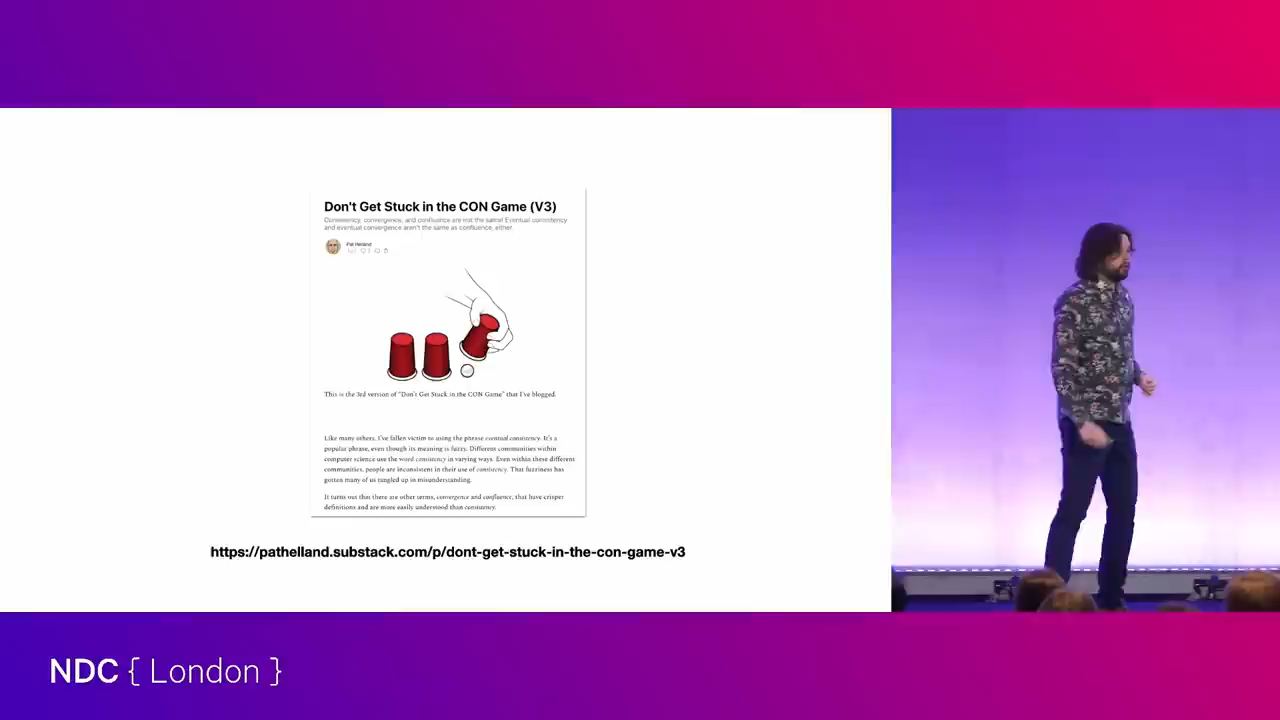 Don't Get Stuck in the CON Game (V3)
Consistency, convergence, and confluence are not the same! Eventual consistency
and eventual convergence aren't the same as confluence, either.
Pat Helland
This is the 3rd version of "Don't Get Stuck in the CON Game" that I've blogged.
Like many others, I've fallen victim to using the phrase eventual consistency. It's a
popular phrase, even though its meaning is fuzzy. Different communities within
computer science use the word consistency in varying ways. Even within these different
communities, people are inconsistent in their use of consistency. That fuzziness has
gotten many of us tangled up in misunderstanding.
It turns out that there are other terms, convergence and confluence, that have crisper
definitions and are more easily understood than consistency.
https://pathelland.substack.com/p/dont-get-stuck-in-the-con-game-v3
NDC { London }